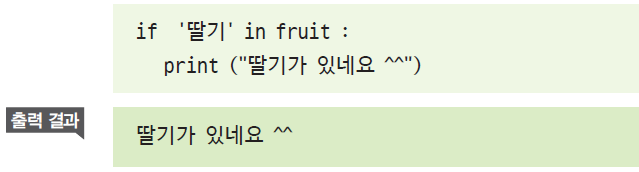 if '딸기' in fruit :
print ("딸기가 있네요 ^^")
출력 결과
딸기가 있네요 ^^